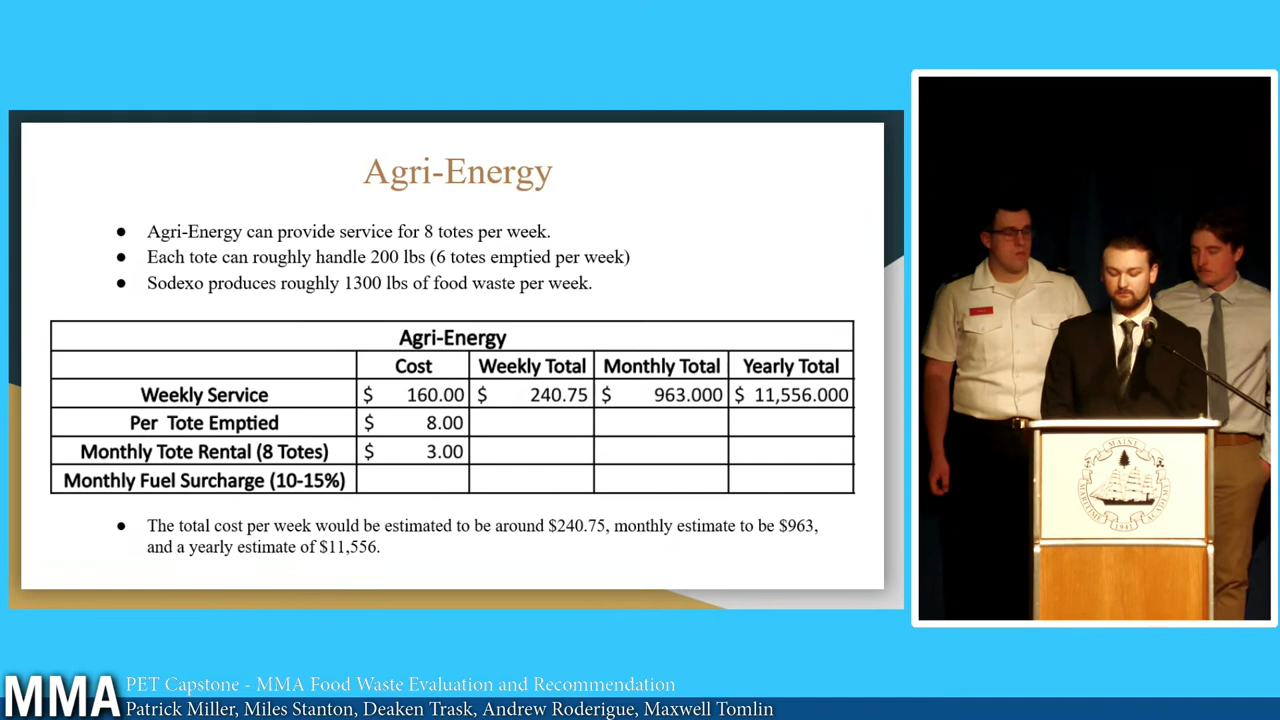 Agri-Energy
● Agri-Energy can provide service for 8 totes per week.
● Each tote can roughly handle 200 lbs (6 totes emptied per week)
● Sodexo produces roughly 1300 lbs of food waste per week.
Agri-Energy
Cost Weekly Total Monthly Total Yearly Total
Weekly Service $ 160.00 $ 240.75 $ 963.000 $ 11,556.000
Per Tote Emptied $ 8.00
Monthly Tote Rental (8 Totes) $ 3.00
Monthly Fuel Surcharge (10-15%)
● The total cost per week would be estimated to be around $240.75, monthly estimate to be $963,
and a yearly estimate of $11,556.
MAINE
MARITIME
ACADEMY
1941
MMA
PET Capstone - MMA Food Waste Evaluation and Recommendation
Patrick Miller, Miles Stanton, Deaken Trask, Andrew Roderigue, Maxwell Tomlin